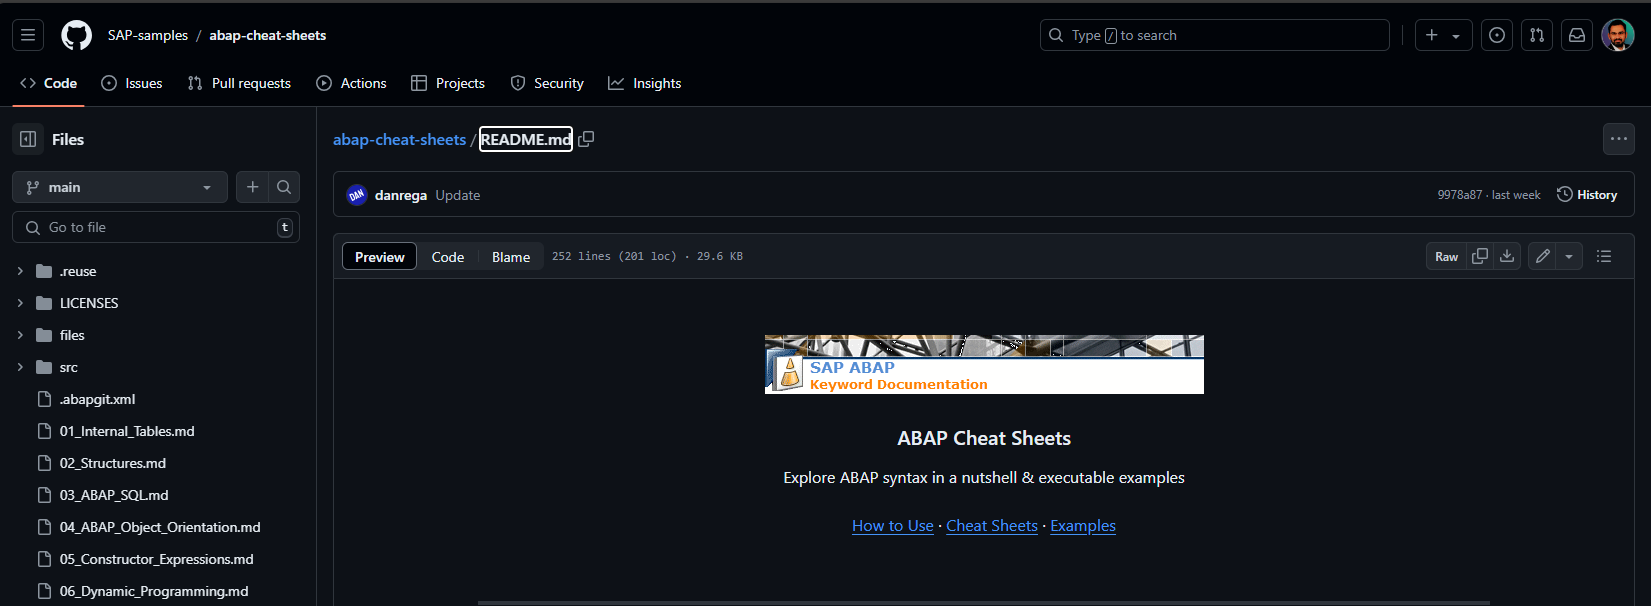 SAP-samples / abap-cheat-sheets
Type / to search
Code Issues Pull requests Actions Projects Security Insights
Files
main
Go to file t
.reuse
LICENSES
files
src
.abapgit.xml
01_Internal_Tables.md
02_Structures.md
03_ABAP_SQL.md
04_ABAP_Object_Orientation.md
05_Constructor_Expressions.md
06_Dynamic_Programming.md
abap-cheat-sheets / README.md
DAN danrega Update
9978a87 · last week History
Preview Code Blame 252 lines (201 loc) · 29.6 KB
Raw
SAP ABAP
Keyword Documentation
ABAP Cheat Sheets
Explore ABAP syntax in a nutshell & executable examples
How to Use · Cheat Sheets · Examples